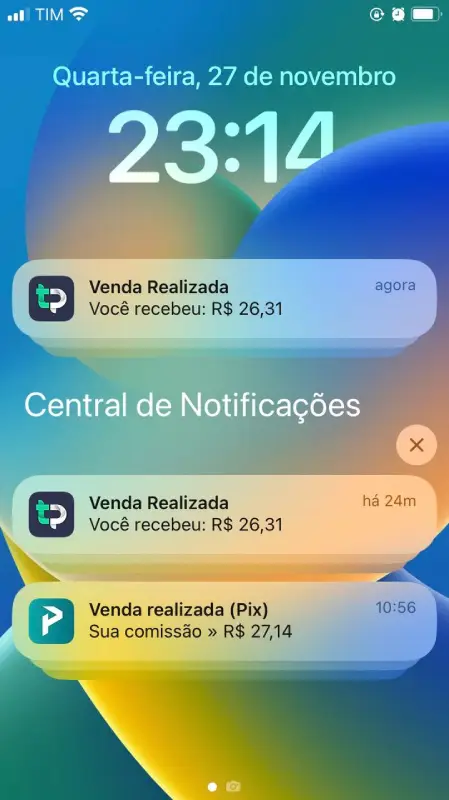 TIM
Quarta-feira, 27 de novembro
23:14
Venda Realizada
agora
Você recebeu: R$ 26,31
Central de Notificações
Venda Realizada
há 24m
Você recebeu: R$ 26,31
Venda realizada (Pix)
10:56
Sua comissão » R$ 27,14